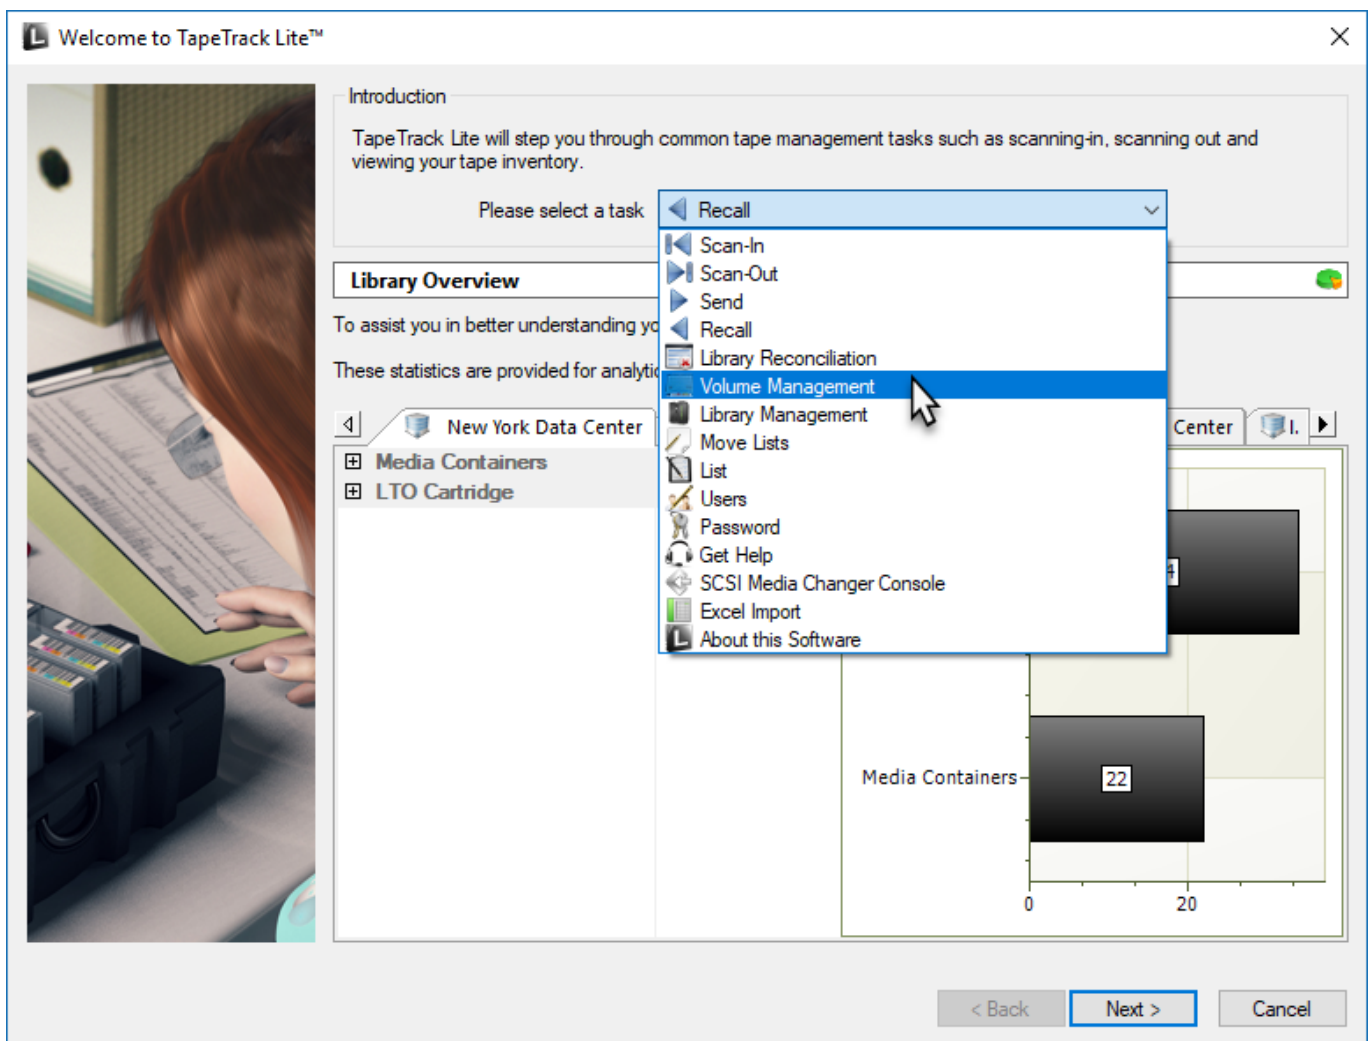 Welcome to TapeTrack Lite™
Introduction
TapeTrack Lite will step you through common tape management tasks such as scanning-in, scanning out and
viewing your tape inventory.
Please select a task
Recall
Scan-In
Scan-Out
Send
Recall
Library Reconciliation
Volume Management
Library Management
Move Lists
List
Users
Password
Get Help
SCSI Media Changer Console
Excel Import
About this Software
Library Overview
To assist you in better understanding
These statistics are provided for
New York Data Center
Center
I.
Media Containers
LTO Cartridge
4
Media Containers
22
0
20
< Back
Next >
Cancel